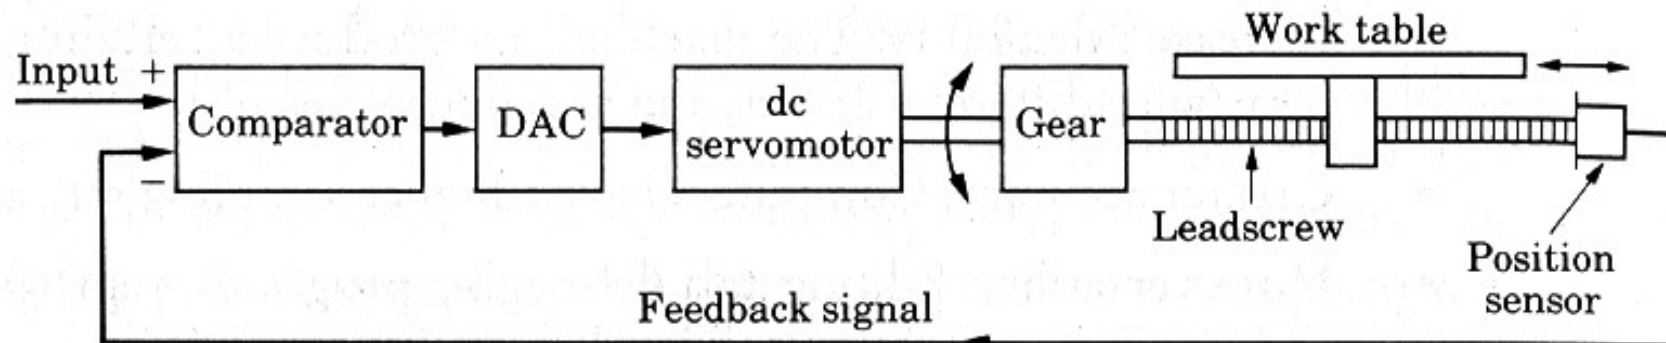 Work table
Input +
Comparator
DAC
dc
servomotor
Gear
−
Leadscrew
Position
sensor
Feedback signal